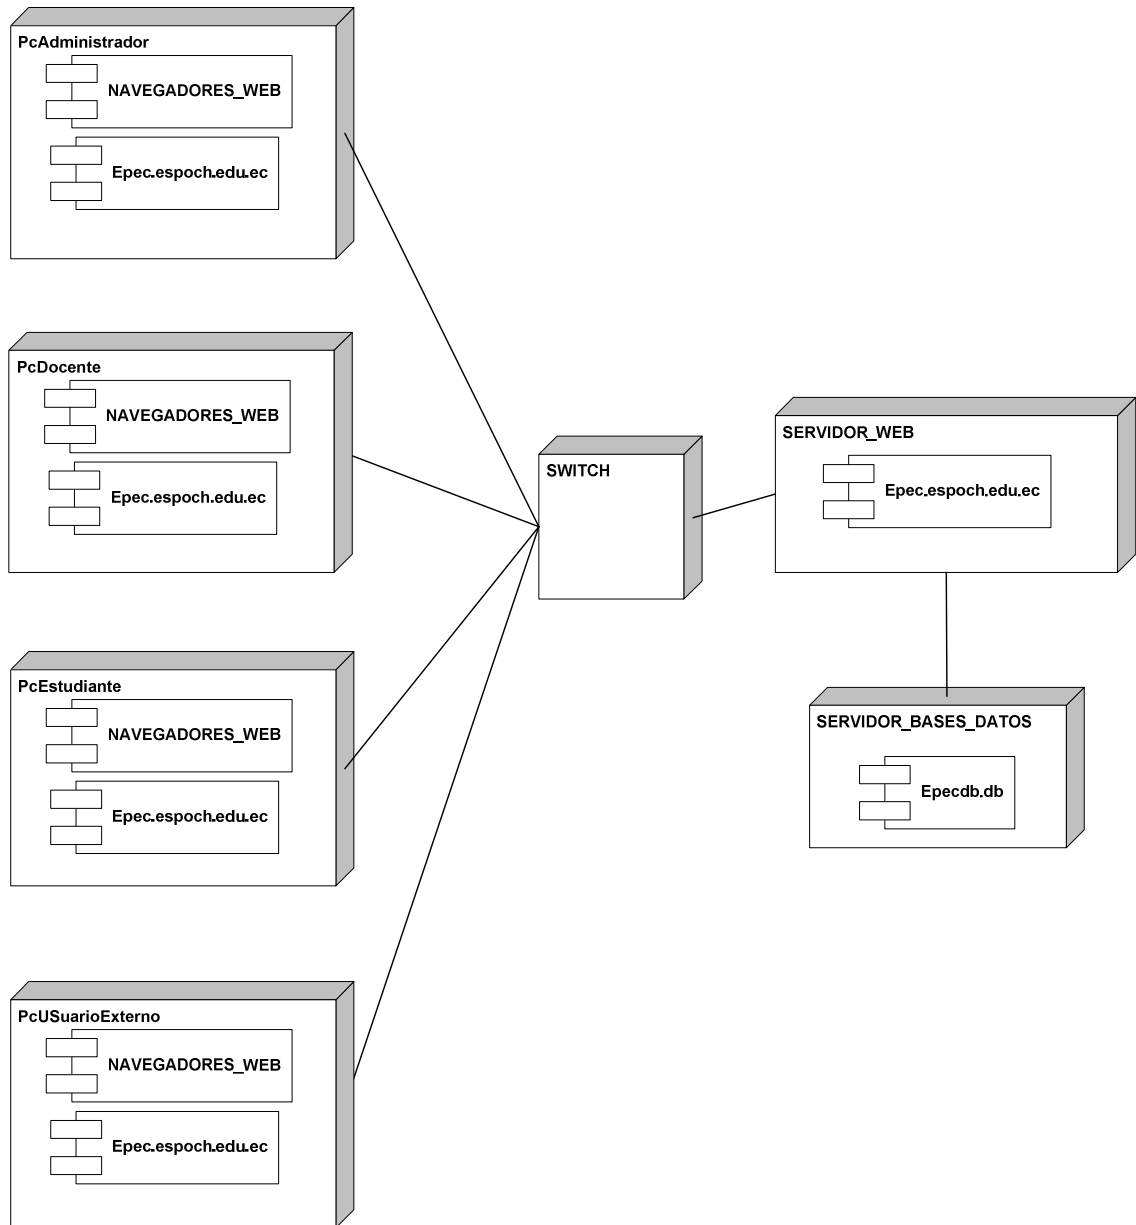 PcAdministrador
NAVEGADORES_WEB
Epec.espoch.edu.ec
PcDocente
NAVEGADORES_WEB
Epec.espoch.edu.ec
PcEstudiante
NAVEGADORES_WEB
Epec.espoch.edu.ec
PcUSuarioExterno
NAVEGADORES_WEB
Epec.espoch.edu.ec
SWITCH
SERVIDOR_WEB
Epec.espoch.edu.ec
SERVIDOR_BASES_DATOS
Epecdb.db